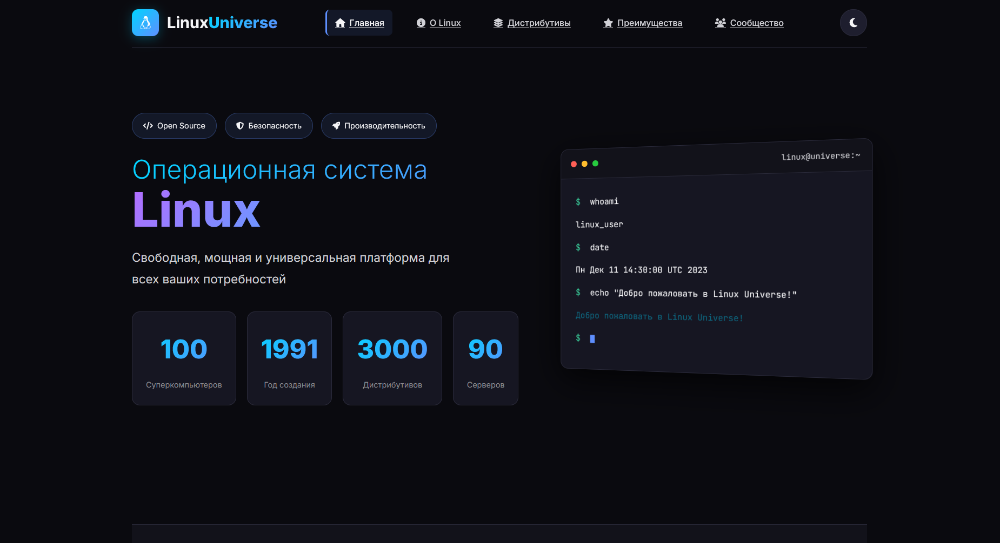 LinuxUniverse
Главная
О Linux
Дистрибутивы
Преимущества
Сообщество
Open Source
Безопасность
Производительность
Операционная система
Linux
Свободная, мощная и универсальная платформа для
всех ваших потребностей
100
Суперкомпьютеров
1991
Год создания
3000
Дистрибутивов
90
Серверов
linux@universe:~
$ whoami
linux_user
$ date
Пн Дек 11 14:30:00 UTC 2023
$ echo "Добро пожаловать в Linux Universe!"
Добро пожаловать в Linux Universe!
$